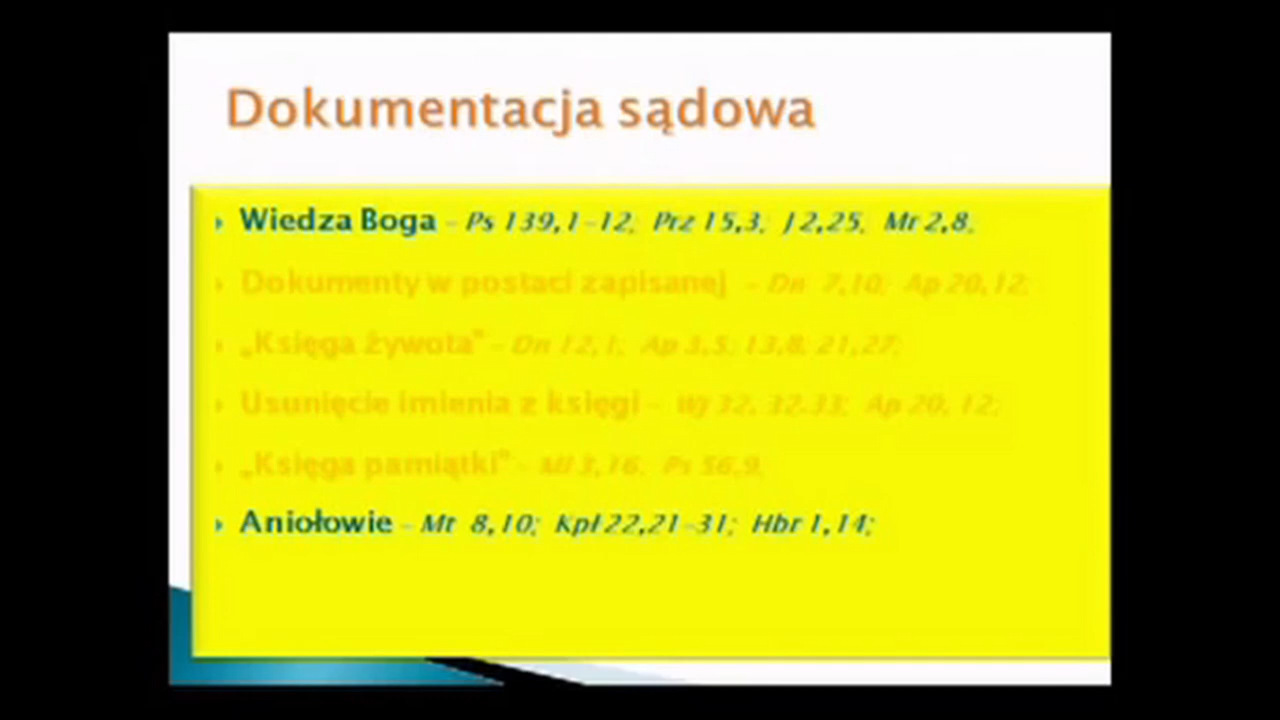 Dokumentacja sądowa
Wiedza Boga – Ps 139,1-12; Prz 15,3; J 2,25; Mr 2,8;
Dokumenty w postaci zapisanej – Dn 7,10; Ap 20,12;
„Księga żywota” – Dn 12,1; Ap 3,5; 13,8; 21,27;
Usunięcie imienia z księgi – Wj 32, 32.33; Ap 20, 12;
„Księga pamiątki” – Ml 3,16; Ps 56,9;
Aniołowie – Mt 8,10; Kpł 22,21-31; Hbr 1,14;